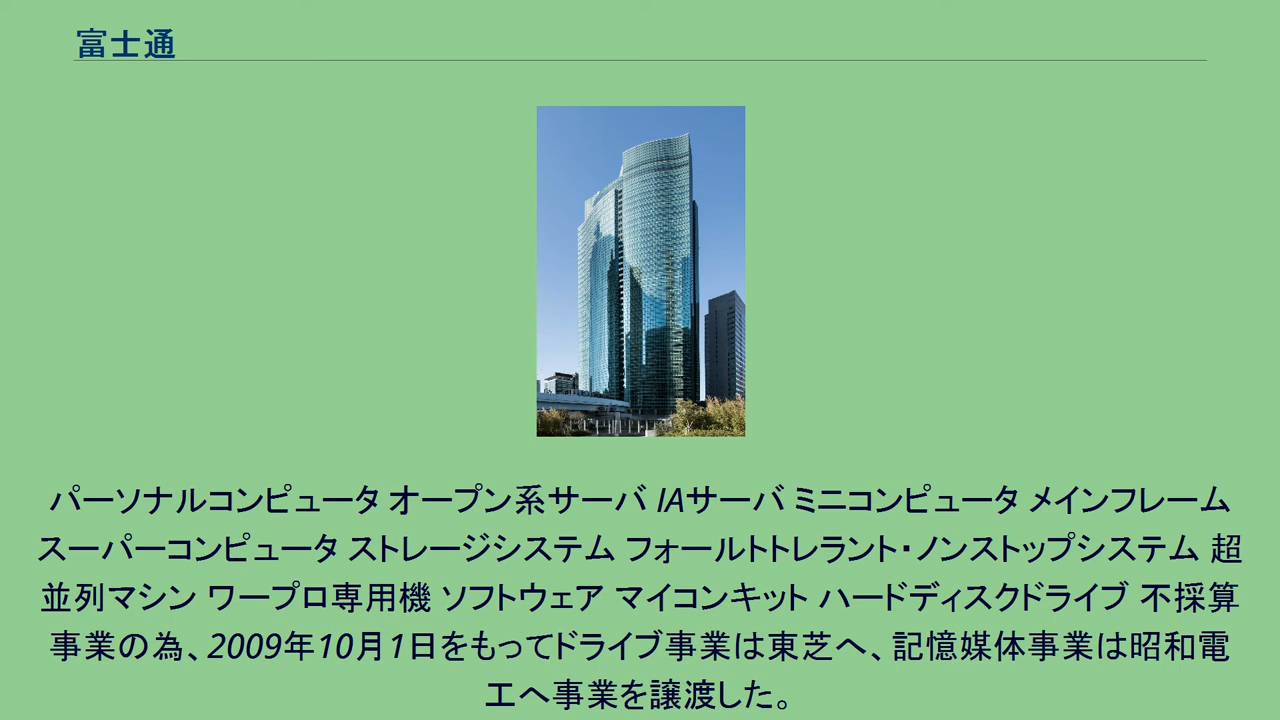 富士通
パーソナルコンピュータ オープン系サーバ IAサーバ ミニコンピュータ メインフレーム
スーパーコンピュータ ストレージシステム フォールトトレラント・ノンストップシステム 超
並列マシン ワープロ専用機 ソフトウェア マイコンキット ハードディスクドライブ 不採算
事業の為、2009年10月1日をもってドライブ事業は東芝へ、記憶媒体事業は昭和電
工へ事業を譲渡した。